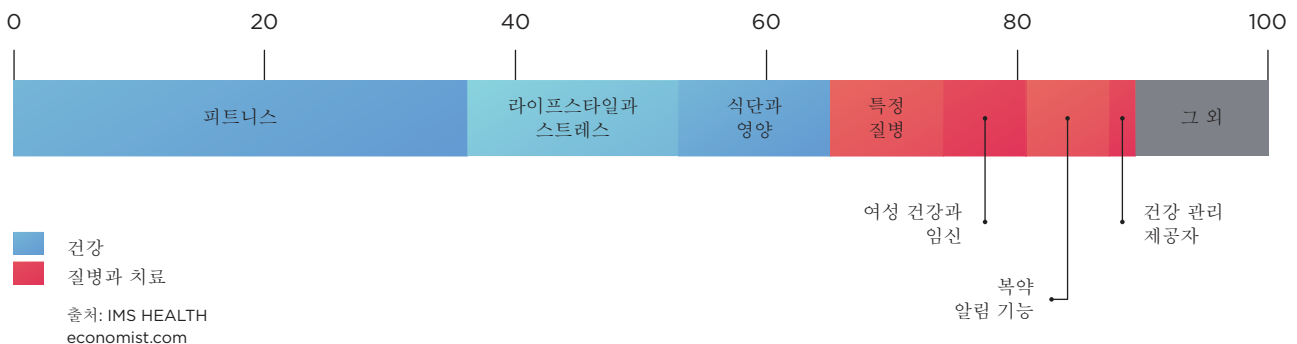 0 20 40 60 80 100
피트니스
라이프스타일과
스트레스
식단과
영양
특정
질병
그 외
여성 건강과
임신
건강 관리
제공자
복약
알림 기능
건강
질병과 치료
출처: IMS HEALTH
economist.com